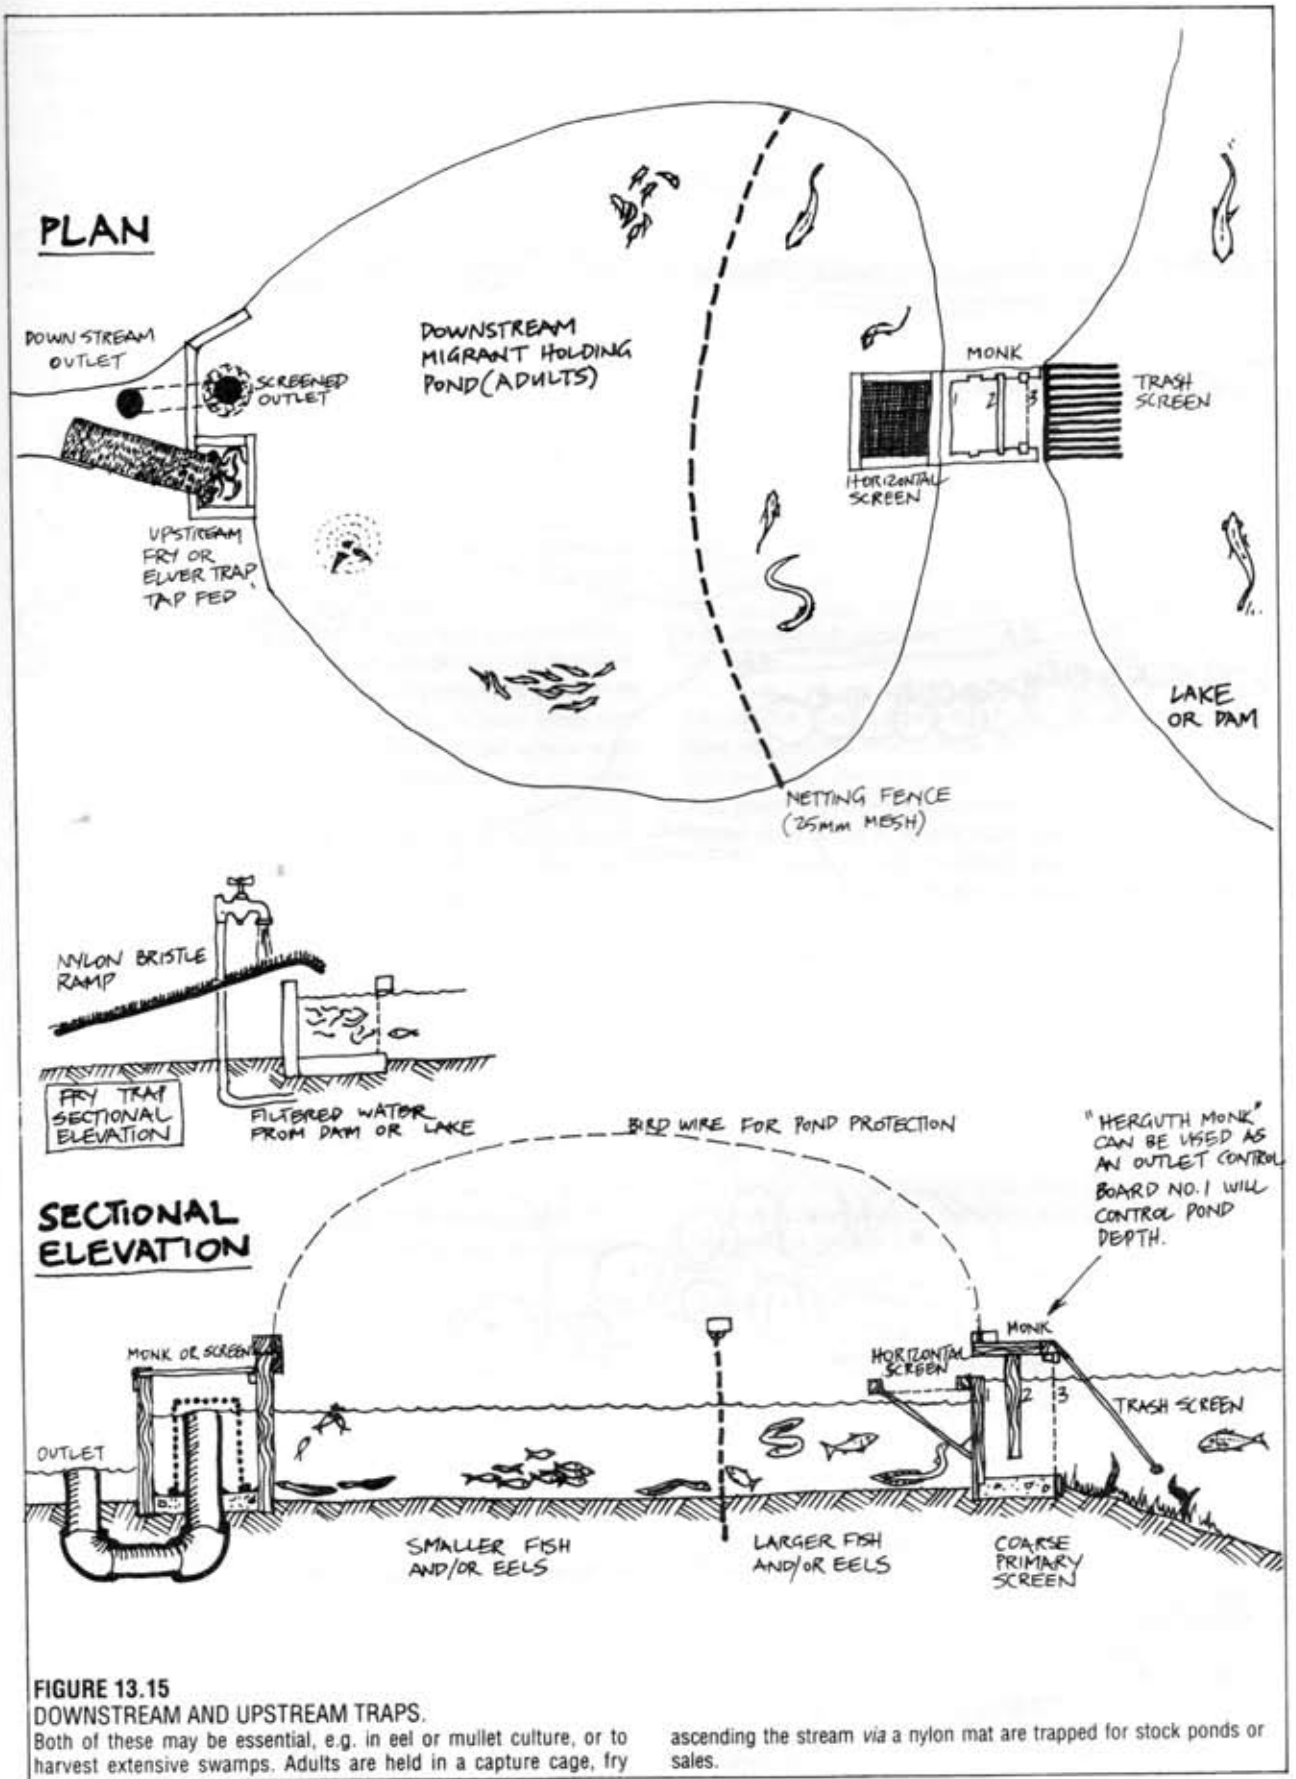 PLAN
DOWNSTREAM
OUTLET
SCREENED
OUTLET
DOWNSTREAM
MIGRANT HOLDING
POND (ADULTS)
MONK
1 2 3
TRASH
SCREEN
HORIZONTAL
SCREEN
UPSTREAM
FRY OR
ELVER TRAP
TAP FED
LAKE
OR DAM
NETTING FENCE
(25mm MESH)
NYLON BRISTLE
RAMP
FRY TRAP
SECTIONAL
ELEVATION
FILTERED WATER
FROM DAM OR LAKE
BIRD WIRE FOR POND PROTECTION
"HERGUTH MONK"
CAN BE USED AS
AN OUTLET CONTROL
BOARD NO. 1 WILL
CONTROL POND
DEPTH.
SECTIONAL
ELEVATION
MONK OR SCREEN
MONK
HORIZONTAL
SCREEN
1 2 3
TRASH SCREEN
OUTLET
SMALLER FISH
AND/OR EELS
LARGER FISH
AND/OR EELS
COARSE
PRIMARY
SCREEN
FIGURE 13.15
DOWNSTREAM AND UPSTREAM TRAPS.
Both of these may be essential, e.g. in eel or mullet culture, or to
harvest extensive swamps. Adults are held in a capture cage, fry
ascending the stream via a nylon mat are trapped for stock ponds or
sales.